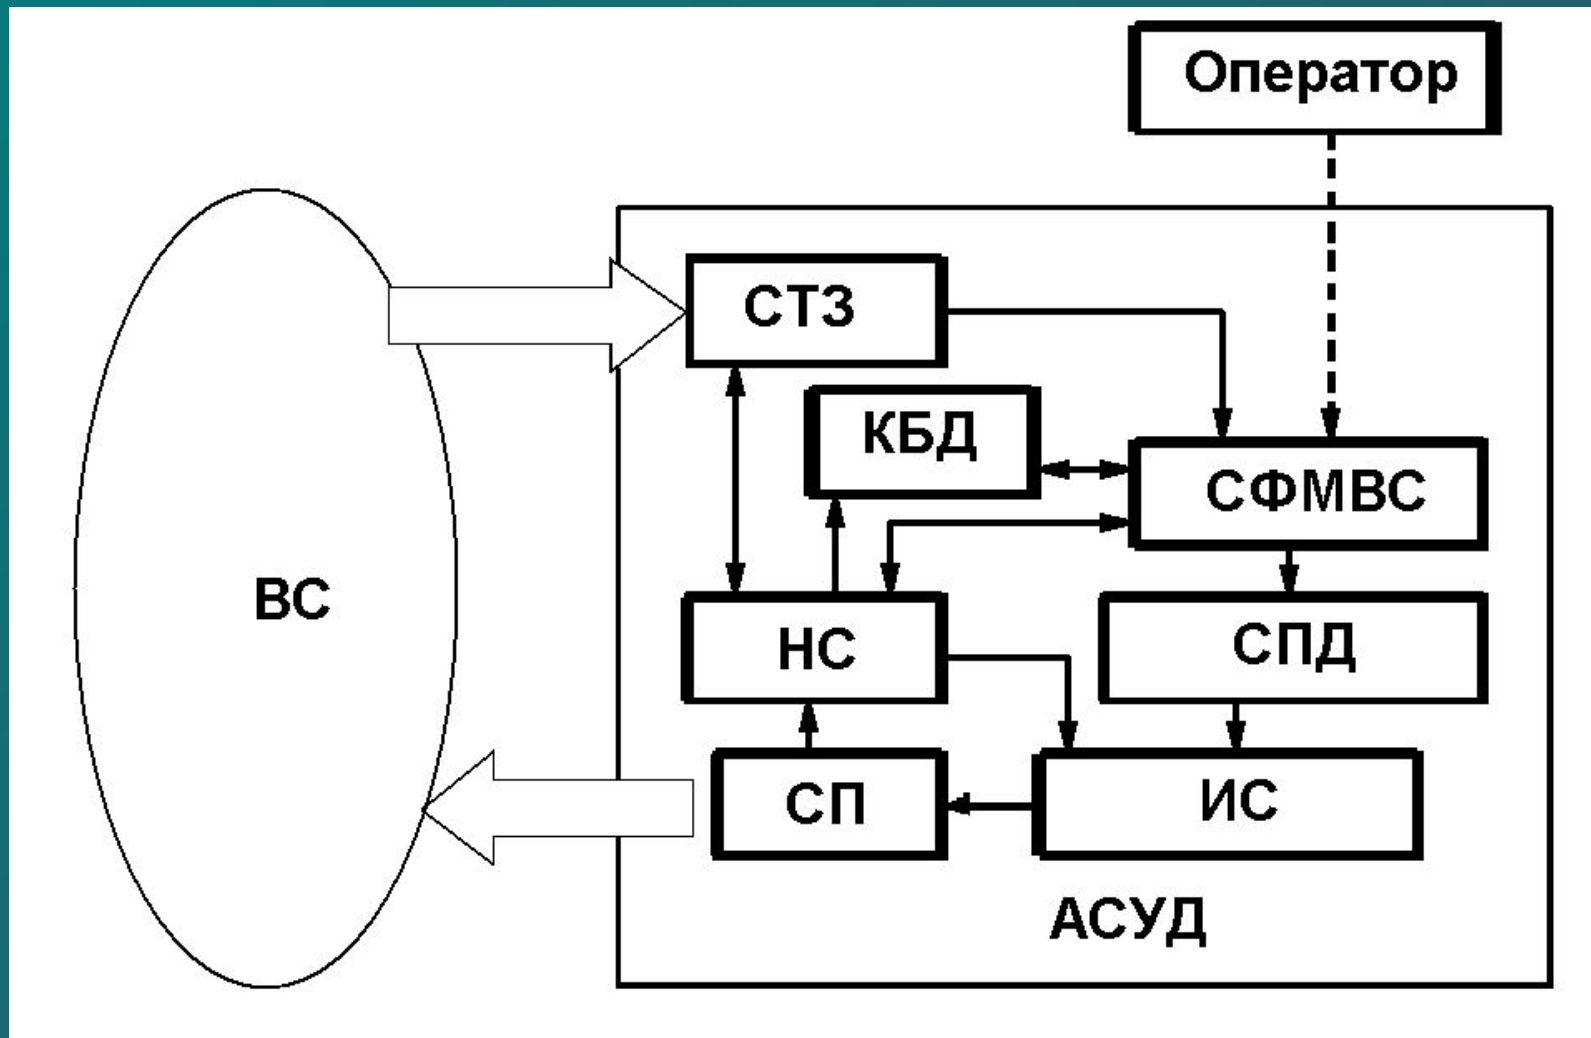 Оператор
СТЗ
КБД
СФМВС
ВС
НС
СПД
СП
ИС
АСУД